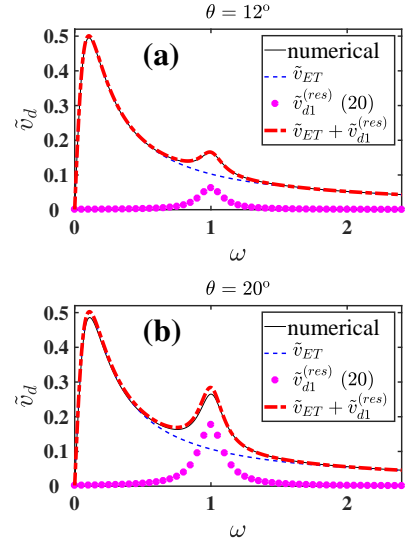 θ = 12°
(a)
numerical
ṽ_ET
ṽ_d1^(res) (20)
ṽ_ET + ṽ_d1^(res)
ṽ_d
0.5
0.4
0.3
0.2
0.1
0
0 1 2
ω
θ = 20°
(b)
numerical
ṽ_ET
ṽ_d1^(res) (20)
ṽ_ET + ṽ_d1^(res)
ṽ_d
0.5
0.4
0.3
0.2
0.1
0
0 1 2
ω